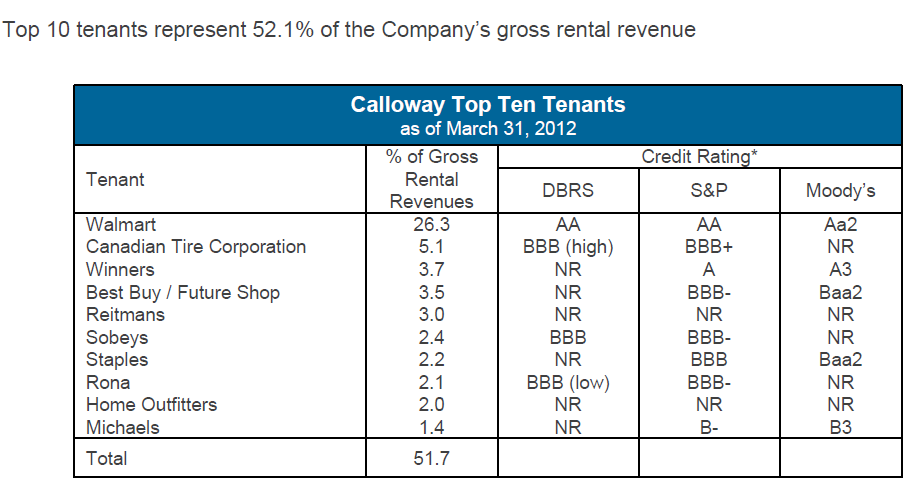 Top 10 tenants represent 52.1% of the Company's gross rental revenue
Calloway Top Ten Tenants
as of March 31, 2012
Tenant % of Gross Rental Revenues Credit Rating*
DBRS S&P Moody's
Walmart 26.3 AA AA Aa2
Canadian Tire Corporation 5.1 BBB (high) BBB+ NR
Winners 3.7 NR A A3
Best Buy / Future Shop 3.5 NR BBB- Baa2
Reitmans 3.0 NR NR NR
Sobeys 2.4 BBB BBB- NR
Staples 2.2 NR BBB Baa2
Rona 2.1 BBB (low) BBB- NR
Home Outfitters 2.0 NR NR NR
Michaels 1.4 NR B- B3
Total 51.7